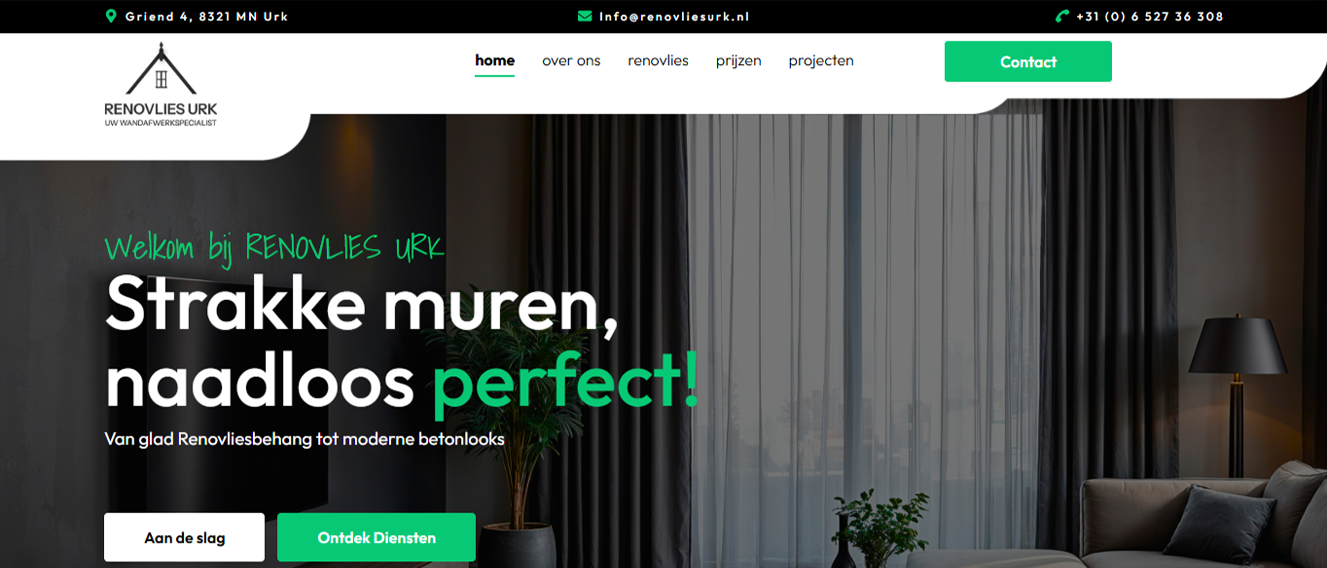 Griend 4, 8321 MN Urk
Info@renovliesurk.nl
+31 (0) 6 527 36 308
RENOVLIES URK
UW WANDAFWERKSPECIALIST
home
over ons
renovlies
prijzen
projecten
Contact
Welkom bij RENOVLIES URK
Strakke muren,
naadloos perfect!
Van glad Renovliesbehang tot moderne betonlooks
Aan de slag
Ontdek Diensten